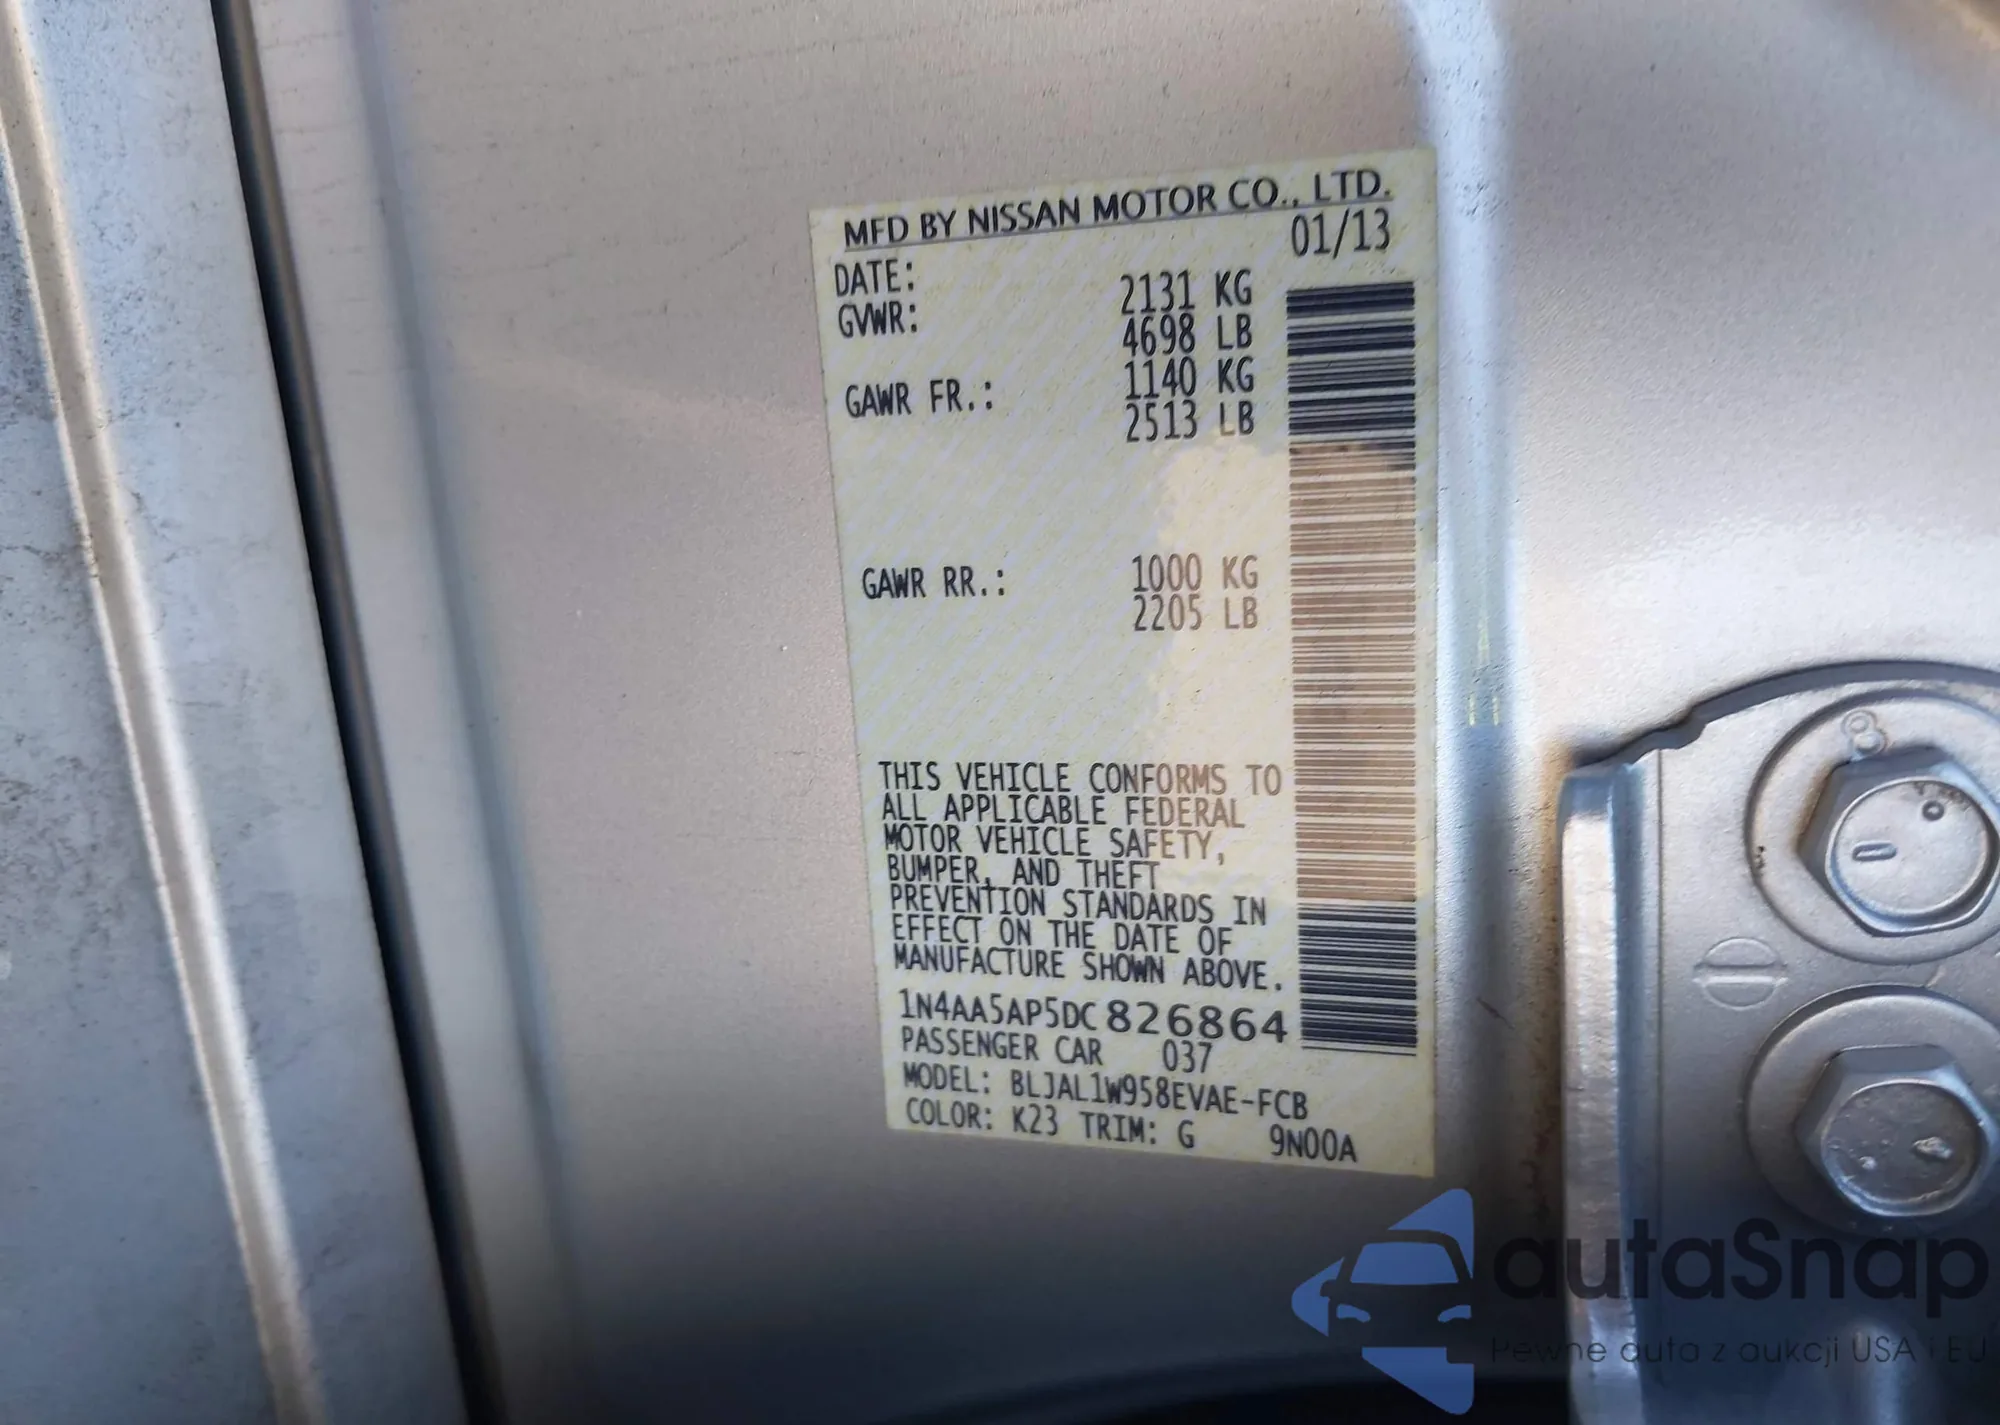 MFD BY NISSAN MOTOR CO., LTD.
DATE: 01/13
GVWR: 2131 KG
4698 LB
GAWR FR.: 1140 KG
2513 LB
GAWR RR.: 1000 KG
2205 LB
THIS VEHICLE CONFORMS TO
ALL APPLICABLE FEDERAL
MOTOR VEHICLE SAFETY,
BUMPER, AND THEFT
PREVENTION STANDARDS IN
EFFECT ON THE DATE OF
MANUFACTURE SHOWN ABOVE.
1N4AA5AP5DC826864
PASSENGER CAR 037
MODEL: BLJAL1W958EVAE-FCB
COLOR: K23 TRIM: G 9N00A
8
autaSnap
Pewne auta z aukcji USA i EU